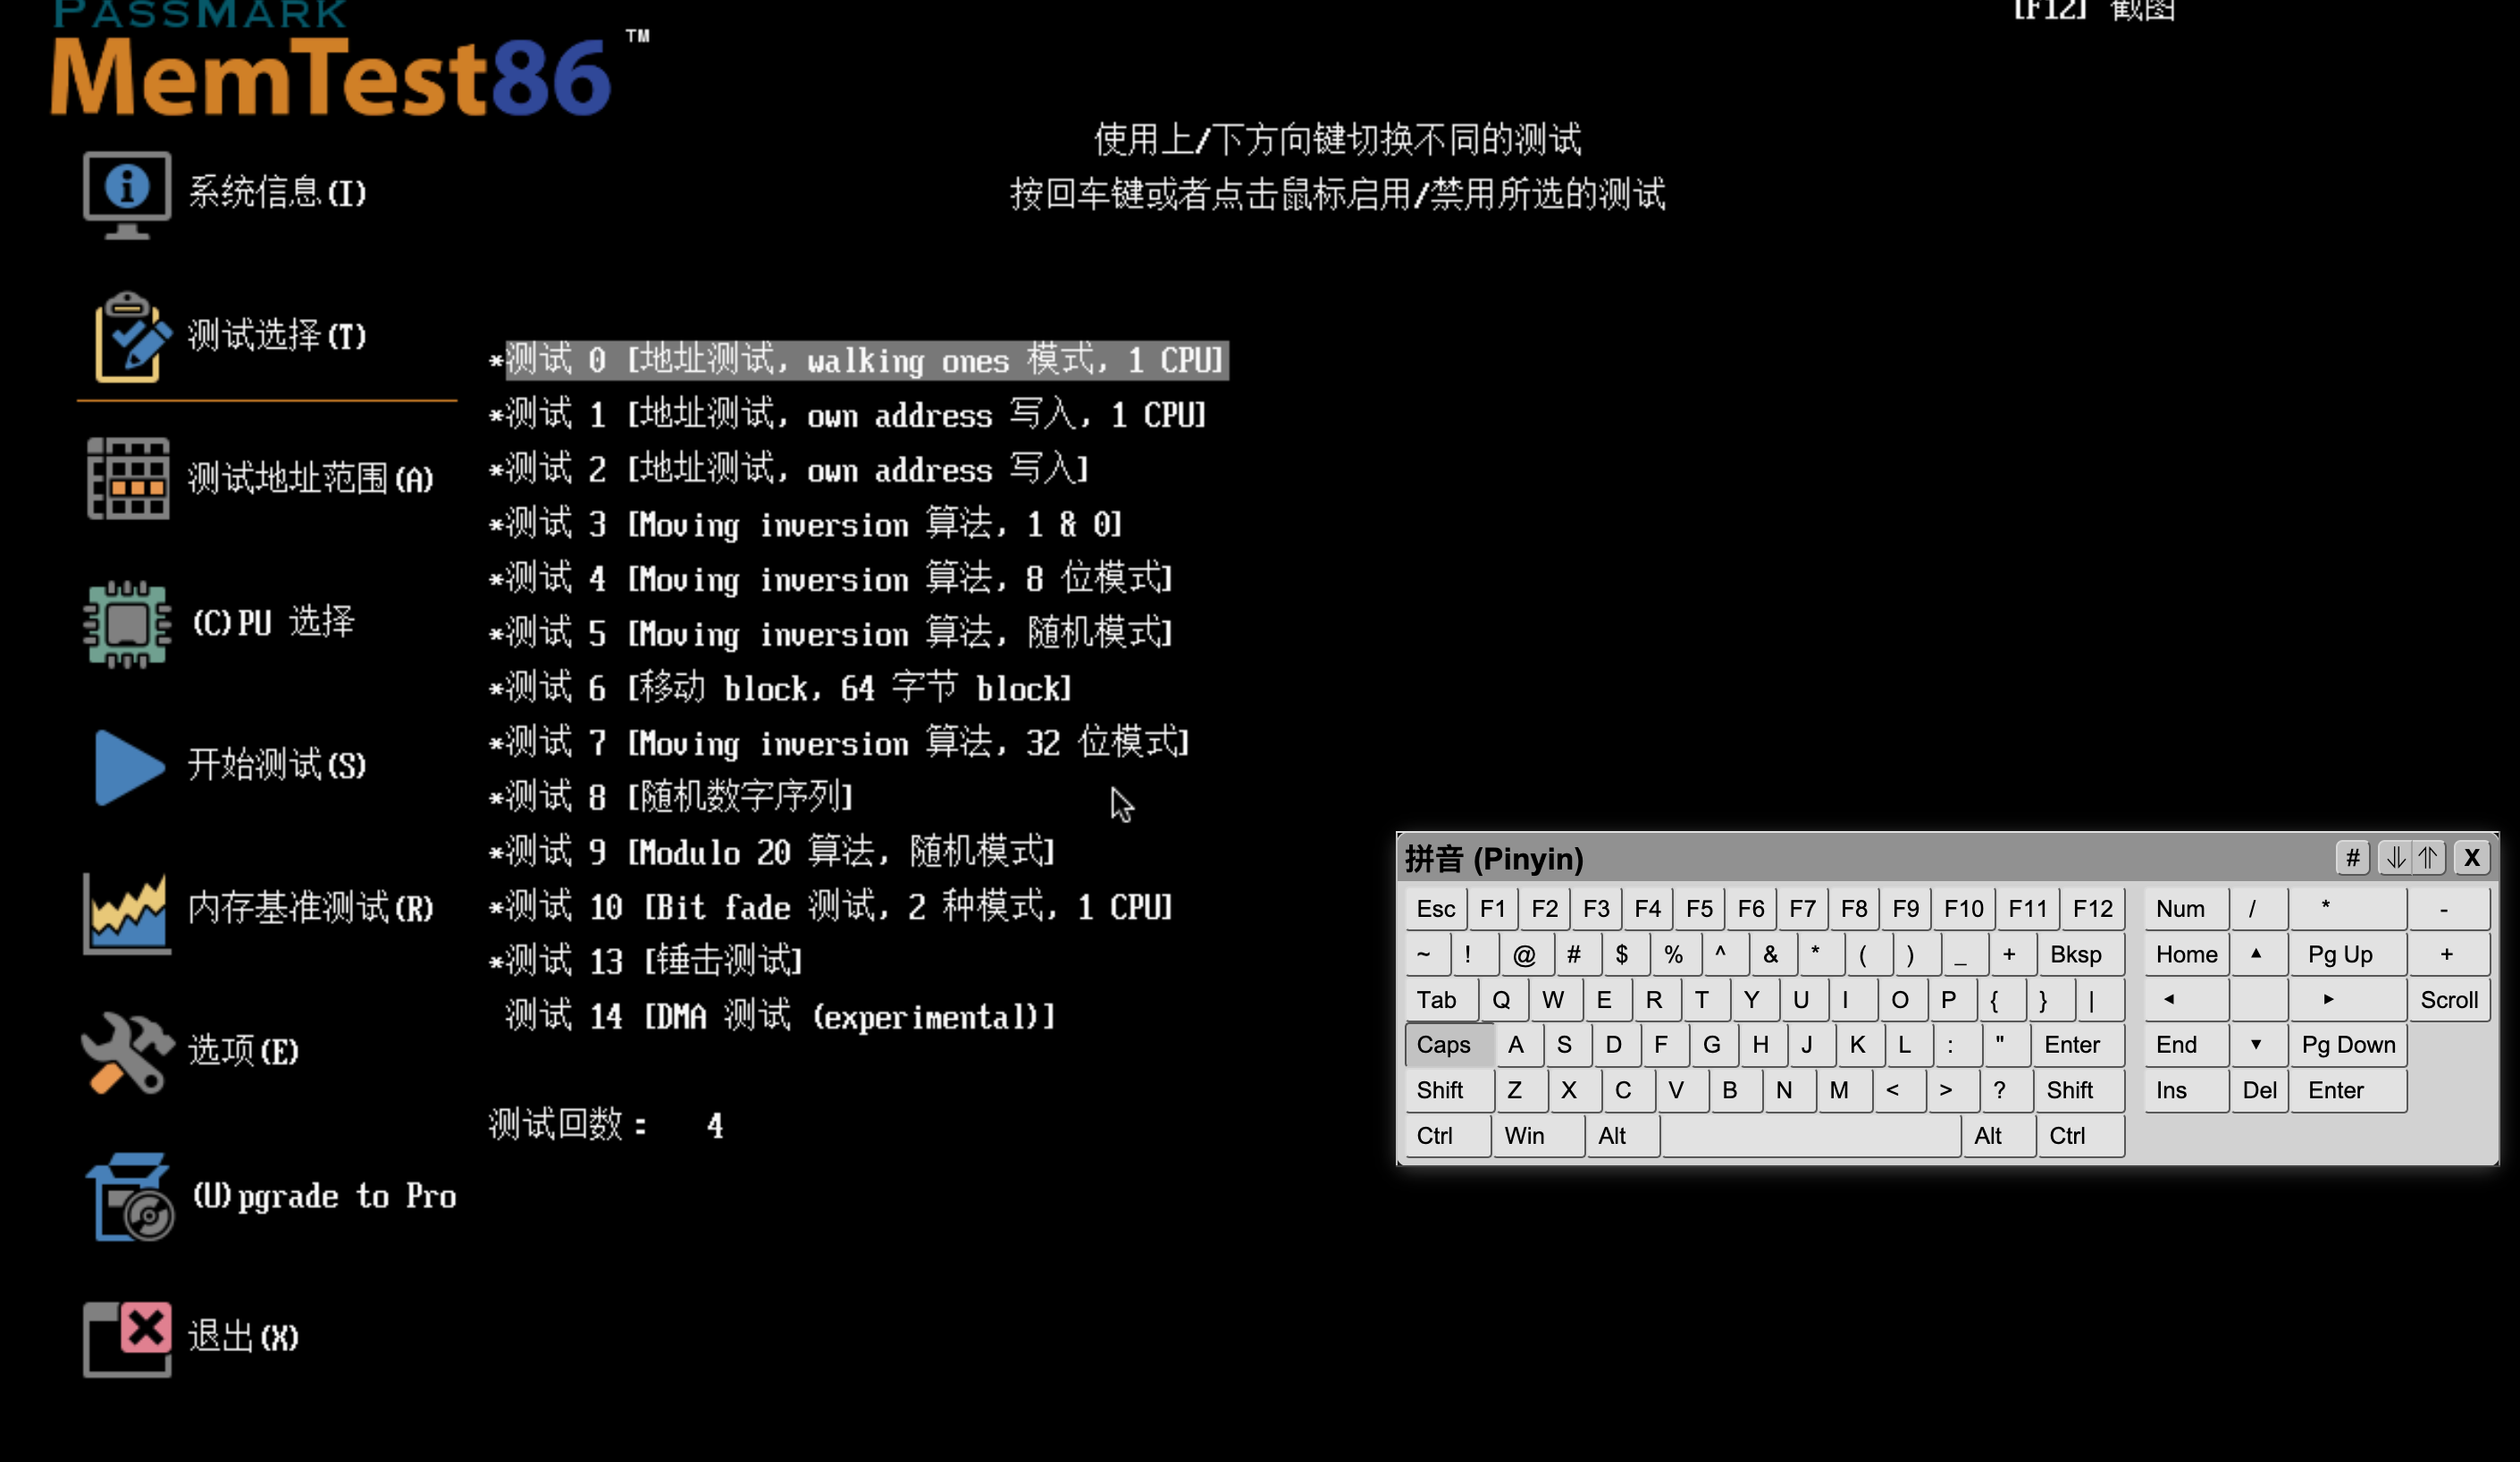 PASSMARK
MemTest86™
[F12] 截图
使用上/下方向键切换不同的测试
按回车键或者点击鼠标启用/禁用所选的测试
系统信息(I)
测试选择(T)
测试地址范围(A)
(C)PU 选择
开始测试(S)
内存基准测试(R)
选项(E)
(U)pgrade to Pro
退出(X)
*测试 0 [地址测试, walking ones 模式, 1 CPU]
*测试 1 [地址测试, own address 写入, 1 CPU]
*测试 2 [地址测试, own address 写入]
*测试 3 [Moving inversion 算法, 1 & 0]
*测试 4 [Moving inversion 算法, 8 位模式]
*测试 5 [Moving inversion 算法, 随机模式]
*测试 6 [移动 block, 64 字节 block]
*测试 7 [Moving inversion 算法, 32 位模式]
*测试 8 [随机数字序列]
*测试 9 [Modulo 20 算法, 随机模式]
*测试 10 [Bit fade 测试, 2 种模式, 1 CPU]
*测试 13 [锤击测试]
测试 14 [DMA 测试 (experimental)]
测试回数: 4
拼音 (Pinyin) # X
Esc F1 F2 F3 F4 F5 F6 F7 F8 F9 F10 F11 F12 Num / * -
~ ! @ # $ % ^ & * ( ) _ + Bksp Home ▲ Pg Up +
Tab Q W E R T Y U I O P { } | ◄ ► Scroll
Caps A S D F G H J K L : " Enter End ▼ Pg Down
Shift Z X C V B N M < > ? Shift Ins Del Enter
Ctrl Win Alt Alt Ctrl